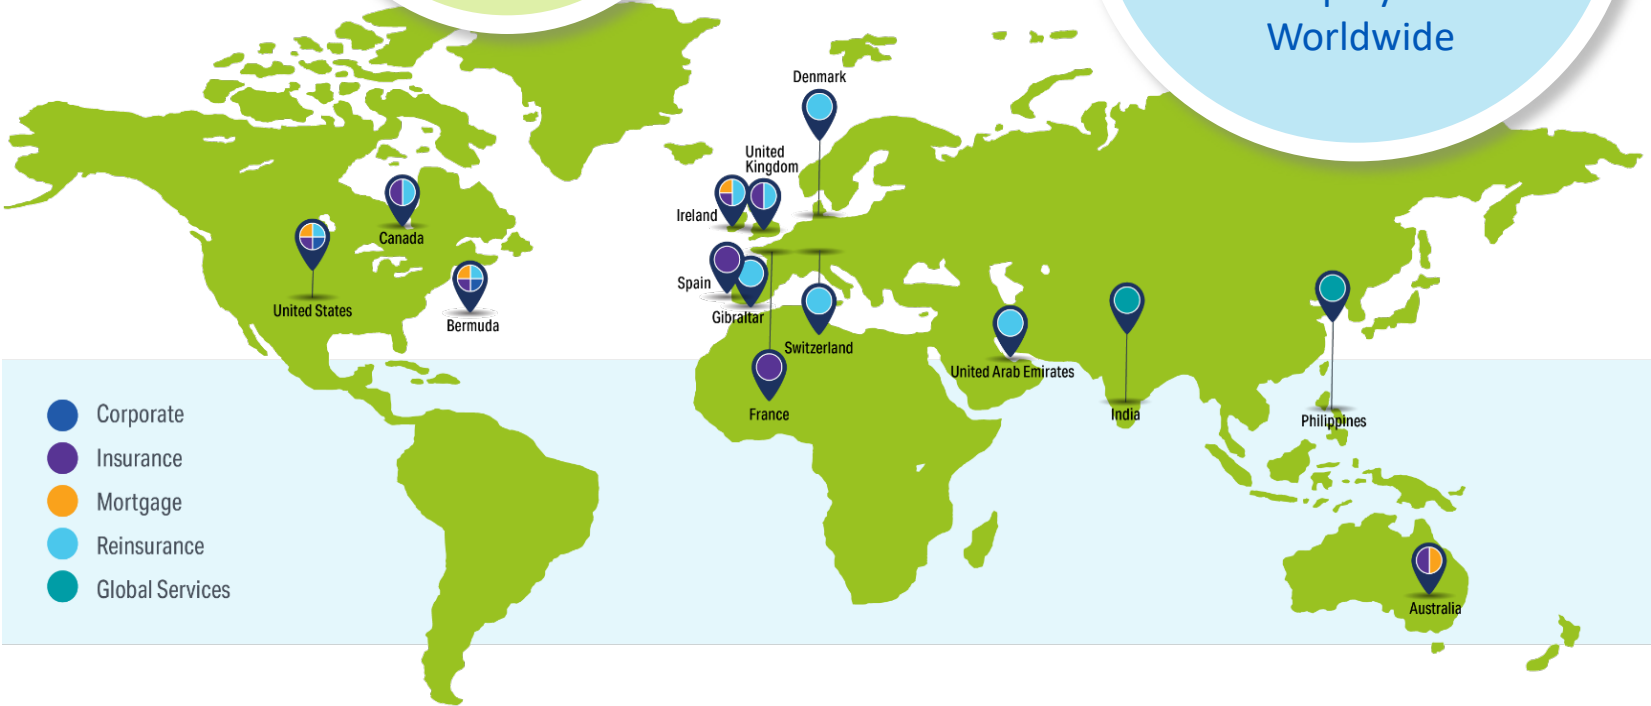 Worldwide
Denmark
United
Kingdom
Ireland
Canada
Spain
United States
Bermuda
Gibraltar
Switzerland
United Arab Emirates
France
India
Philippines
Corporate
Insurance
Mortgage
Reinsurance
Global Services
Australia